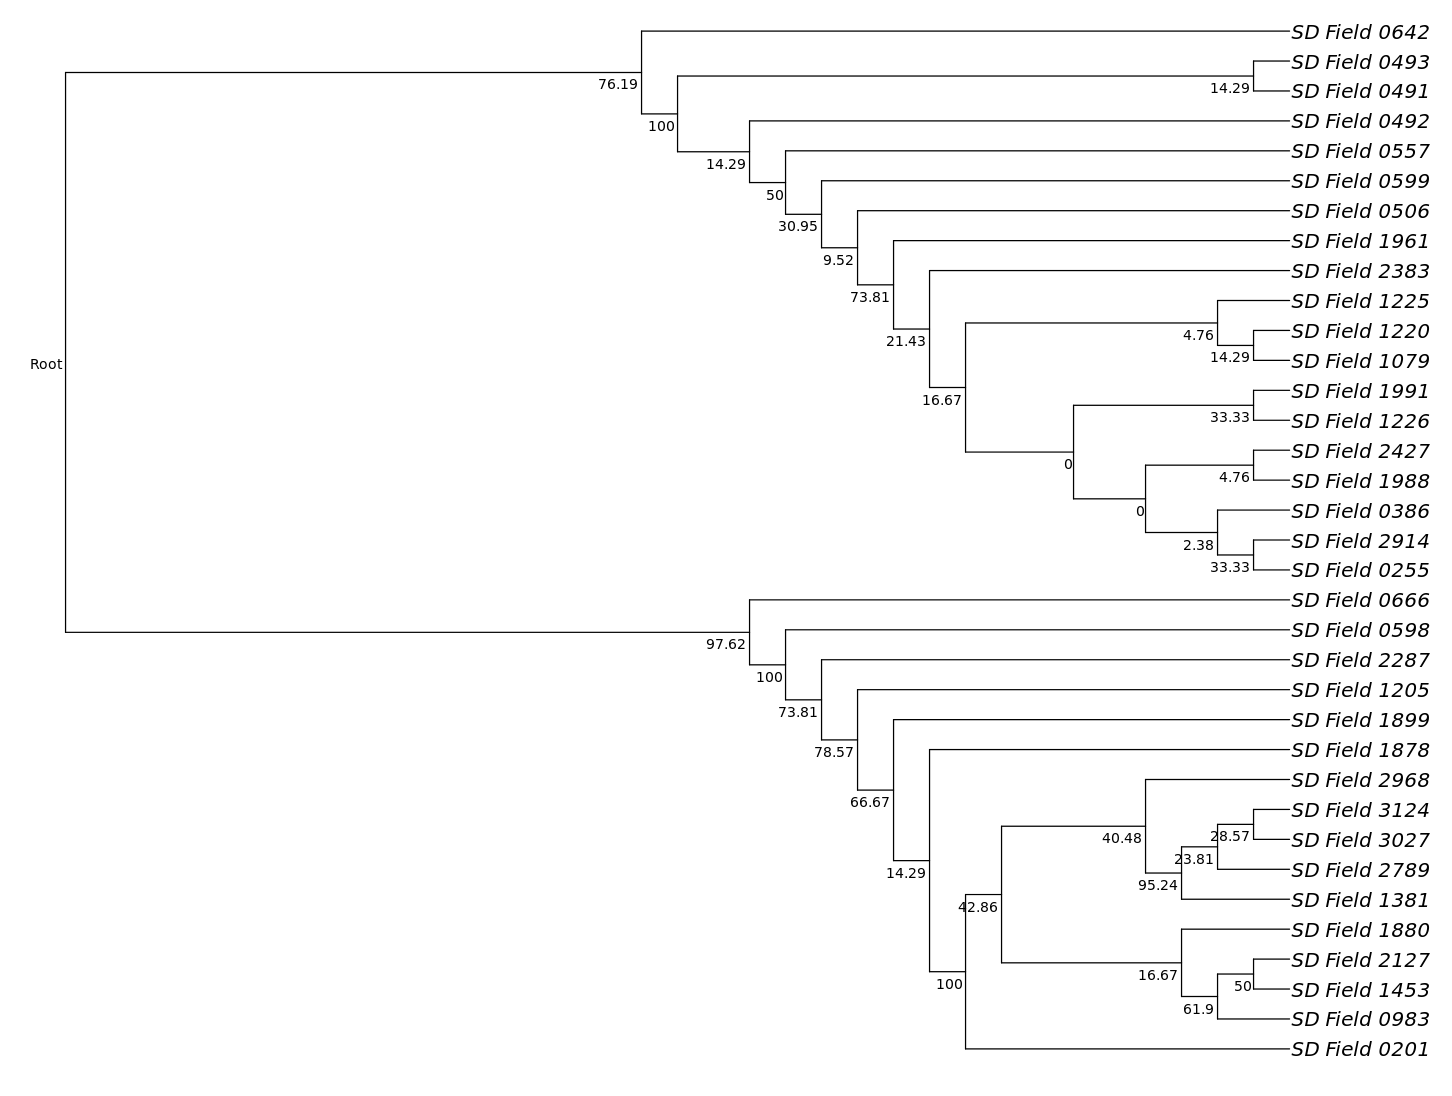 SD Field 0642
SD Field 0493
76.19
14.29
SD Field 0491
SD Field 0492
100
SD Field 0557
14.29
SD Field 0599
50
SD Field 0506
30.95
SD Field 1961
9.52
SD Field 2383
73.81
SD Field 1225
SD Field 1220
4.76
21.43
14.29
SD Field 1079
Root
SD Field 1991
16.67
33.33
SD Field 1226
SD Field 2427
0
4.76
SD Field 1988
SD Field 0386
0
SD Field 2914
2.38
33.33
SD Field 0255
SD Field 0666
SD Field 0598
97.62
SD Field 2287
100
SD Field 1205
73.81
SD Field 1899
SD Field 1878
78.57
SD Field 2968
66.67
SD Field 3124
28.57
40.48
SD Field 3027
23.81
SD Field 2789
14.29
95.24
SD Field 1381
42.86
SD Field 1880
SD Field 2127
16.67
100
50
SD Field 1453
61.9
SD Field 0983
SD Field 0201